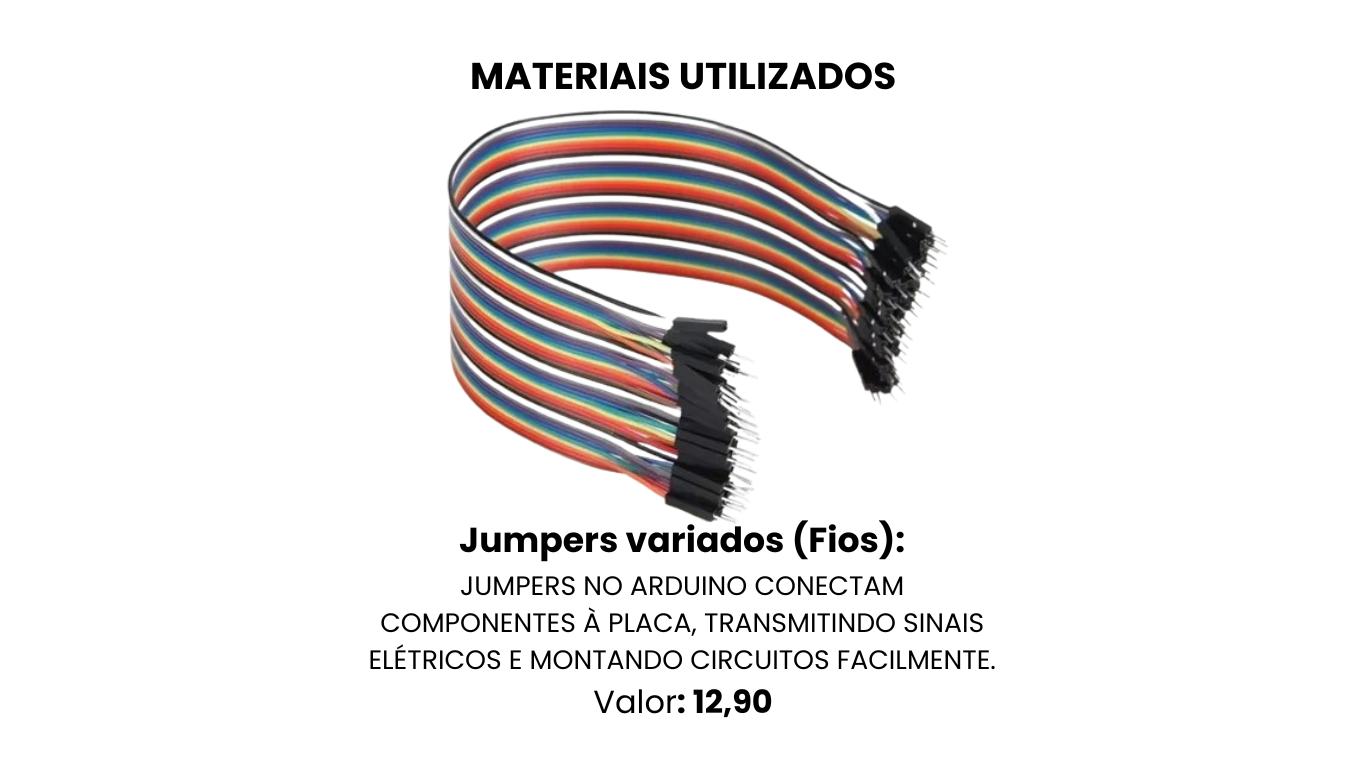 MATERIAIS UTILIZADOS
Jumpers variados (Fios):
JUMPERS NO ARDUINO CONECTAM
COMPONENTES À PLACA, TRANSMITINDO SINAIS
ELÉTRICOS E MONTANDO CIRCUITOS FACILMENTE.
Valor: 12,90